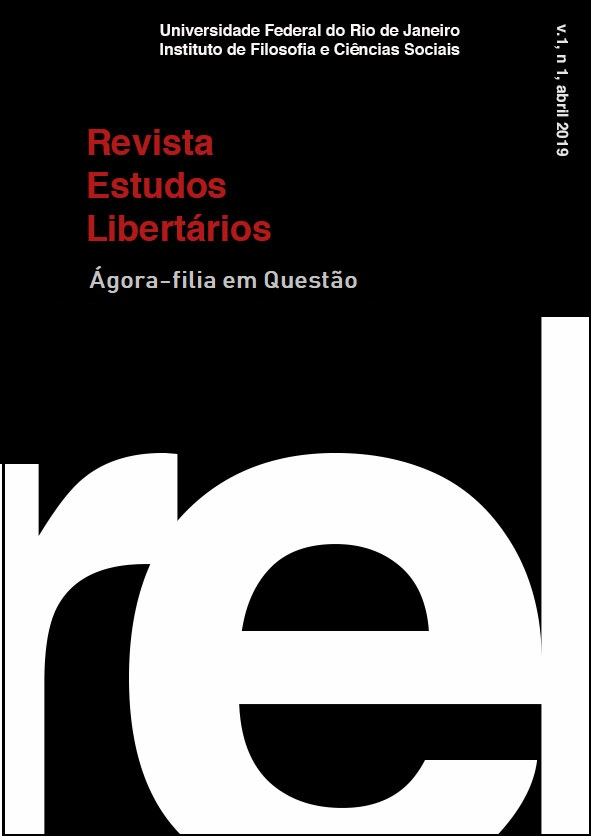 Universidade Federal do Rio de Janeiro
Instituto de Filosofia e Ciências Sociais
v.1, n 1, abril 2019
Revista
Estudos
Libertários
Ágora-filia em Questão
rel